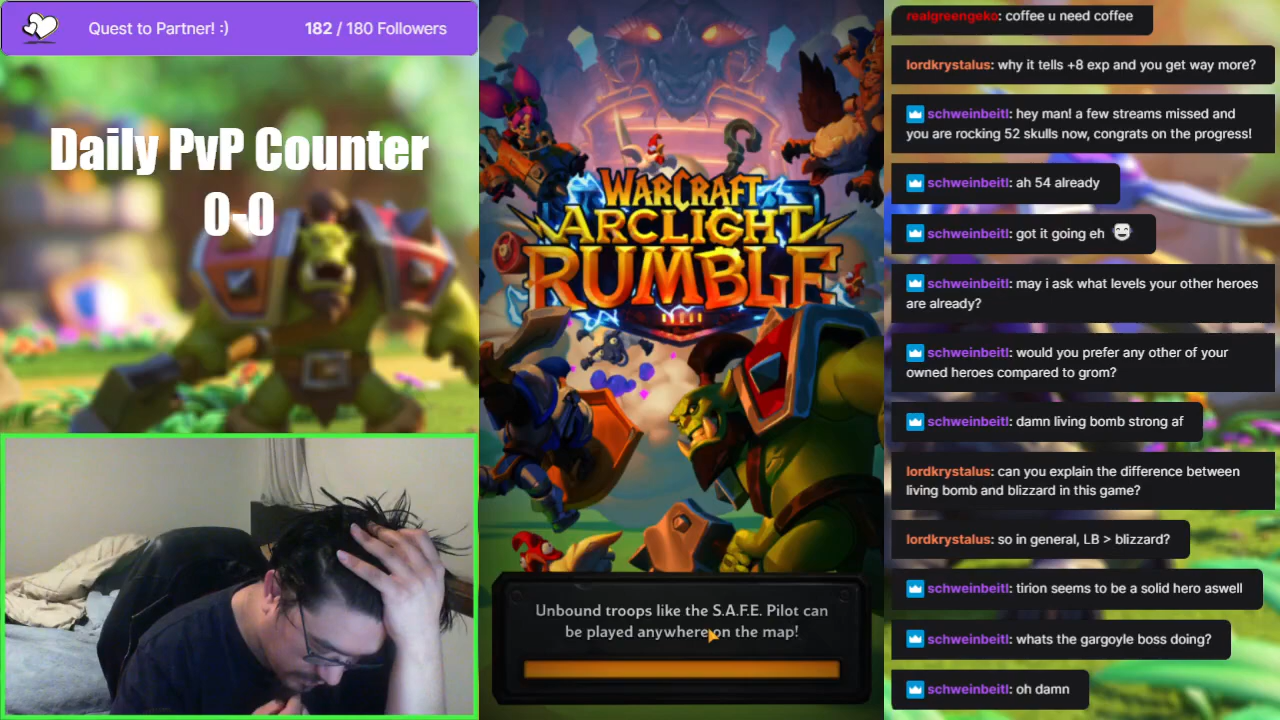 Quest to Partner! :)
182 / 180 Followers
Daily PvP Counter
0-0
WARCRAFT
ARCLIGHT
RUMBLE
Unbound troops like the S.A.F.E. Pilot can
be played anywhere on the map!
realgreengeko: coffee u need coffee
lordkrystalus: why it tells +8 exp and you get way more?
schweinbeitl: hey man! a few streams missed and
you are rocking 52 skulls now, congrats on the progress!
schweinbeitl: ah 54 already
schweinbeitl: got it going eh
schweinbeitl: may i ask what levels your other heroes
are already?
schweinbeitl: would you prefer any other of your
owned heroes compared to grom?
schweinbeitl: damn living bomb strong af
lordkrystalus: can you explain the difference between
living bomb and blizzard in this game?
lordkrystalus: so in general, LB > blizzard?
schweinbeitl: tirion seems to be a solid hero aswell
schweinbeitl: whats the gargoyle boss doing?
schweinbeitl: oh damn